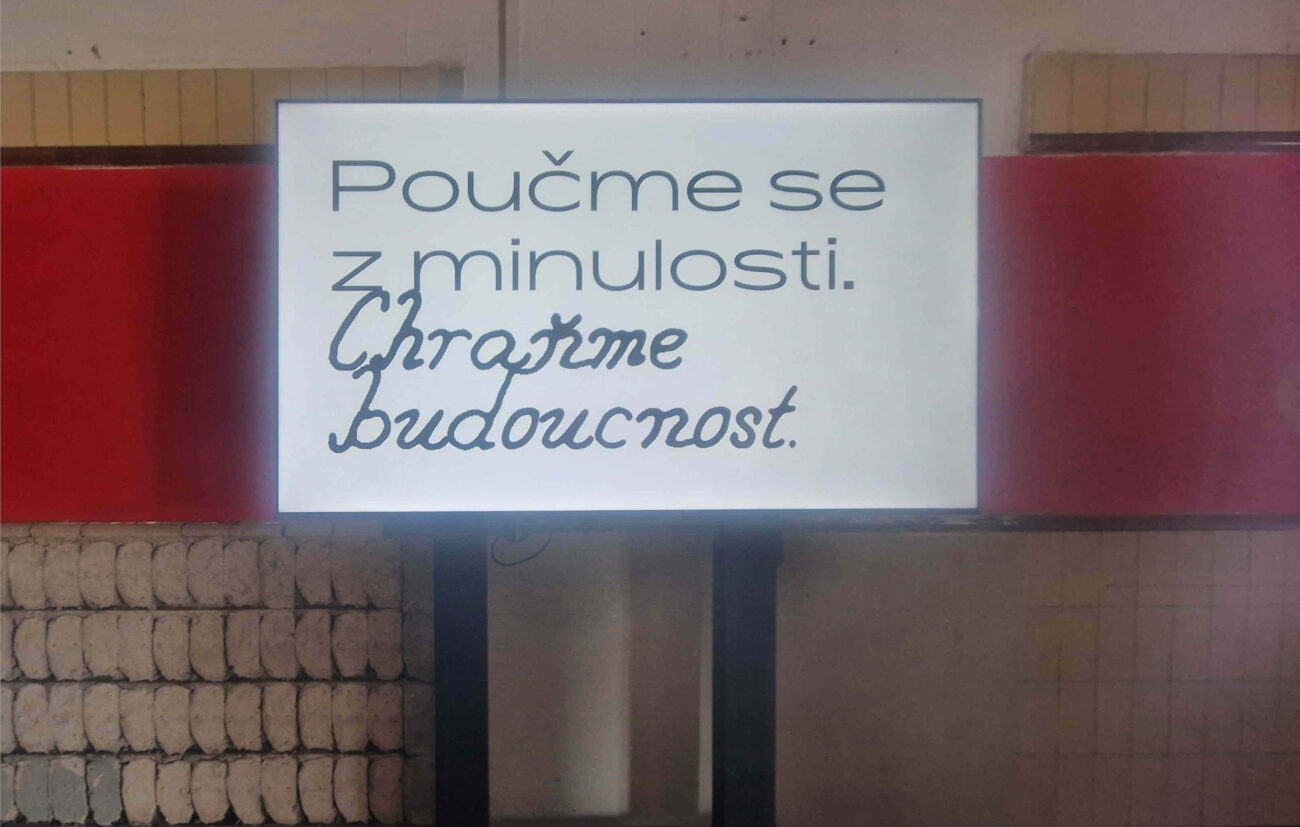 Poučme se
z minulosti.
Chraňme
budoucnost.